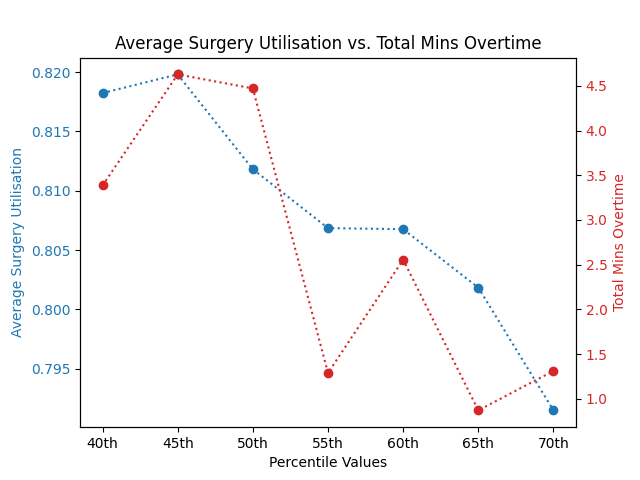 Average Surgery Utilisation vs. Total Mins Overtime
0.820
0.815
0.810
0.805
0.800
0.795
Average Surgery Utilisation
4.5
4.0
3.5
3.0
2.5
2.0
1.5
1.0
Total Mins Overtime
40th 45th 50th 55th 60th 65th 70th
Percentile Values